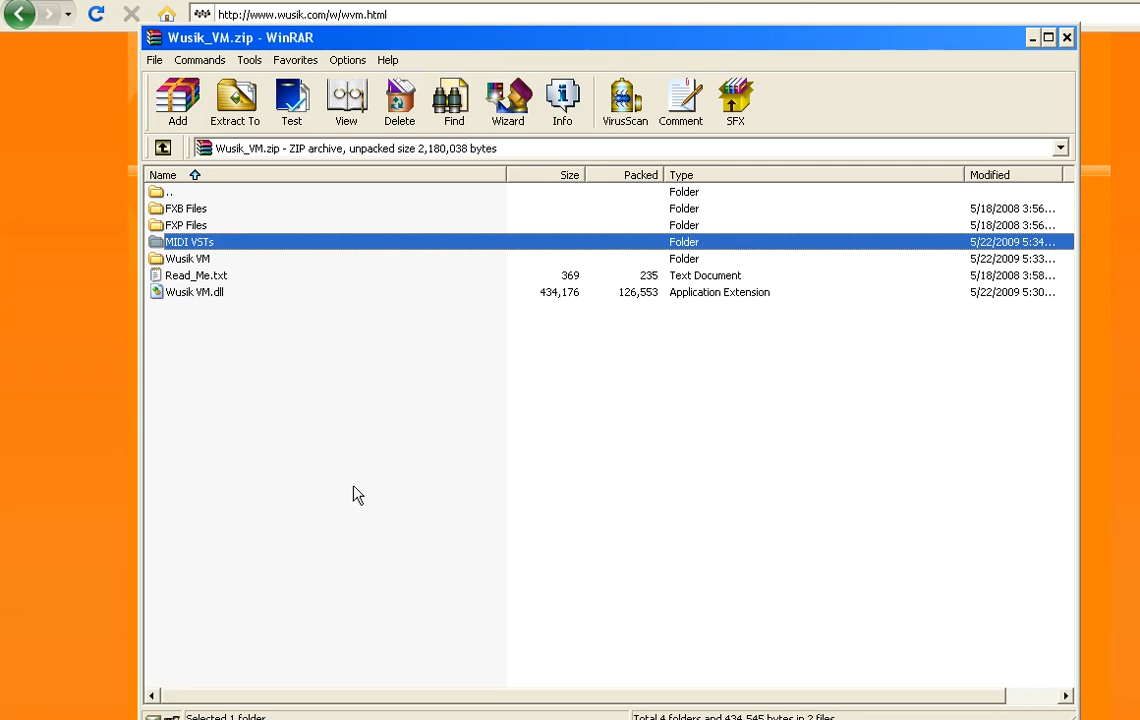 http://www.wusik.com/w/wvm.html
Wusik_VM.zip - WinRAR
File Commands Tools Favorites Options Help
Add Extract To Test View Delete Find Wizard Info VirusScan Comment SFX
Wusik_VM.zip - ZIP archive, unpacked size 2,180,038 bytes
Name Size Packed Type Modified
.. Folder
FXB Files Folder 5/18/2008 3:56...
FXP Files Folder 5/18/2008 3:56...
MIDI VSTs Folder 5/22/2009 5:34...
Wusik VM Folder 5/22/2009 5:33...
Read_Me.txt 369 235 Text Document 5/18/2008 3:58...
Wusik VM.dll 434,176 126,553 Application Extension 5/22/2009 5:30...
Selected 1 folder Total 4 folders and 434,545 bytes in 2 files